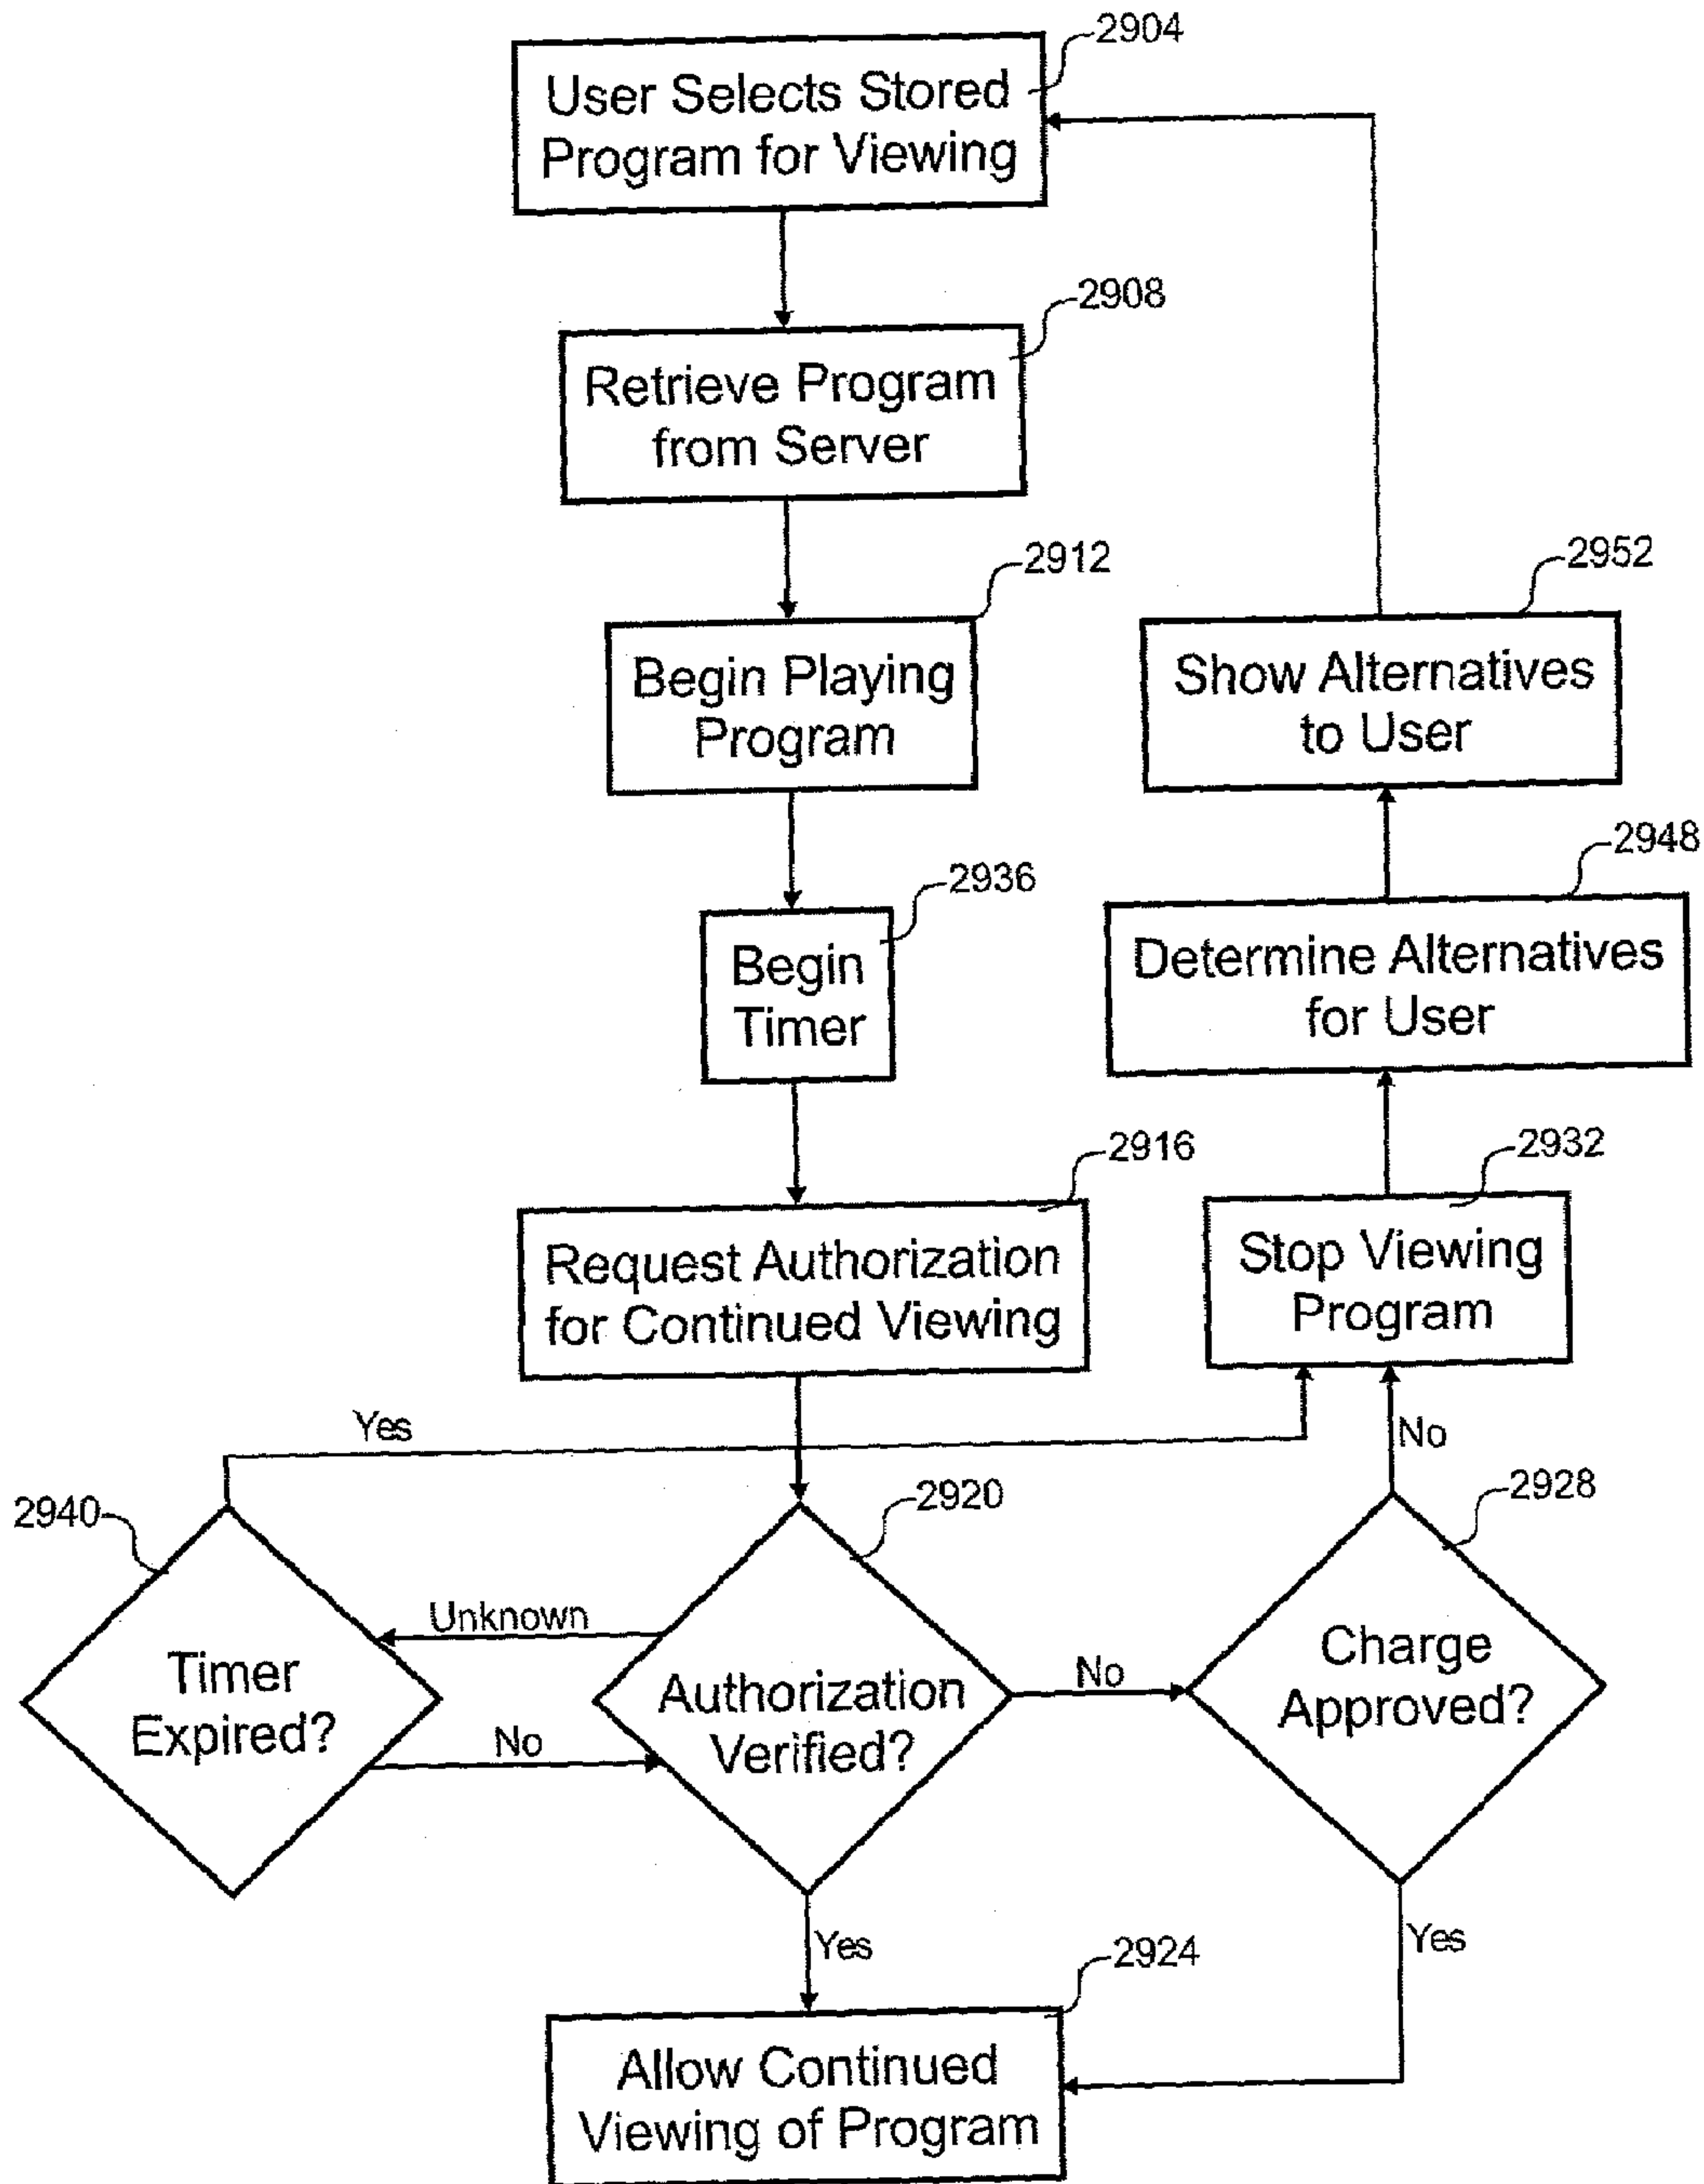 2904
User Selects Stored
Program for Viewing
2908
Retrieve Program
from Server
2912
Begin Playing
Program
2952
Show Alternatives
to User
2936
Begin
Timer
2948
Determine Alternatives
for User
2916
Request Authorization
for Continued Viewing
2932
Stop Viewing
Program
Yes
No
2940
Timer
Expired?
Unknown
No
2920
Authorization
Verified?
No
2928
Charge
Approved?
Yes
Yes
2924
Allow Continued
Viewing of Program